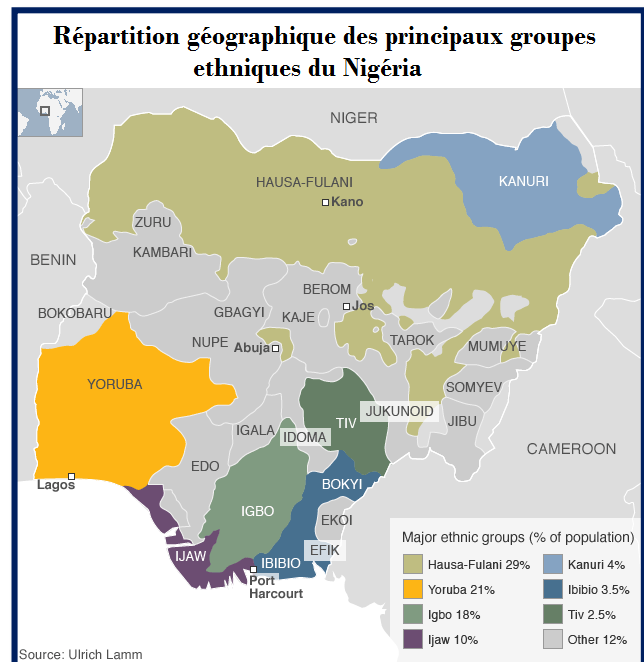 Répartition géographique des principaux groupes
ethniques du Nigéria
NIGER
HAUSA-FULANI
KANURI
Kano
ZURU
KAMBARI
BENIN
BEROM
Jos
BOKOBARU
GBAGYI
KAJE
NUPE
Abuja
TAROK
MUMUYE
YORUBA
SOMYEV
JUKUNOID
TIV
JIBU
IGALA
IDOMA
CAMEROON
EDO
Lagos
BOKYI
IGBO
EKOI
EFIK
IJAW
IBIBIO
Port
Harcourt
Major ethnic groups (% of population)
Hausa-Fulani 29%
Kanuri 4%
Yoruba 21%
Ibibio 3.5%
Igbo 18%
Tiv 2.5%
Ijaw 10%
Other 12%
Source: Ulrich Lamm